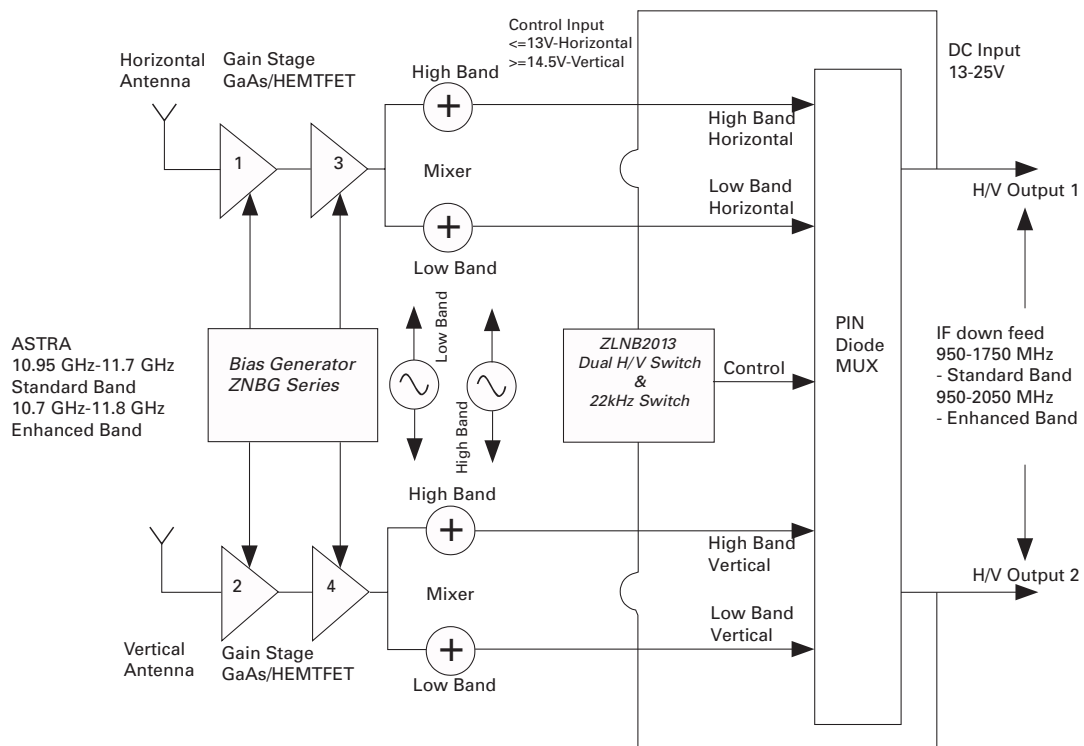 Control Input
<=13V-Horizontal
>=14.5V-Vertical
DC Input
13-25V
Horizontal
Antenna
Gain Stage
GaAs/HEMTFET
High Band
1
3
Mixer
Low Band
High Band
Horizontal
Low Band
Horizontal
H/V Output 1
ASTRA
10.95 GHz-11.7 GHz
Standard Band
10.7 GHz-11.8 GHz
Enhanced Band
Bias Generator
ZNBG Series
Low Band
High Band
ZLNB2013
Dual H/V Switch
&
22kHz Switch
Control
PIN
Diode
MUX
IF down feed
950-1750 MHz
- Standard Band
950-2050 MHz
- Enhanced Band
High Band
2
4
Mixer
Low Band
High Band
Vertical
Low Band
Vertical
H/V Output 2
Vertical
Antenna
Gain Stage
GaAs/HEMTFET